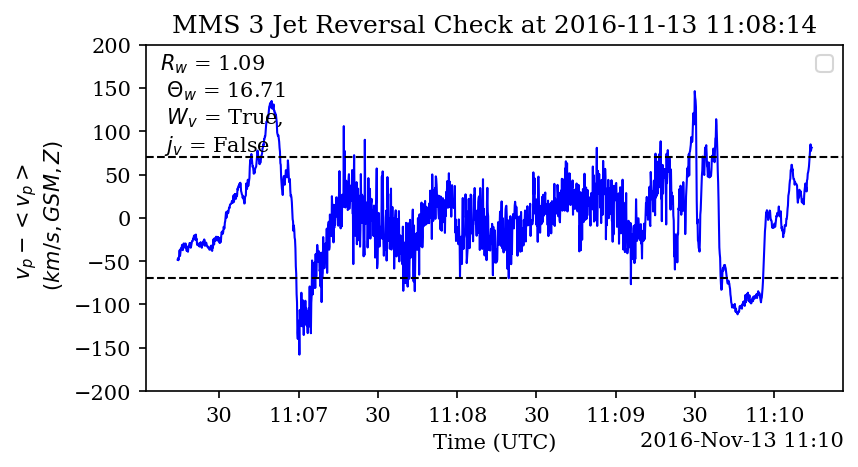 MMS 3 Jet Reversal Check at 2016-11-13 11:08:14
200
150
100
50
0
−50
−100
−150
−200
v_p − < v_p >
(km/s, GSM, Z)
R_w = 1.09
Θ_w = 16.71
W_v = True,
j_v = False
30 11:07 30 11:08 30 11:09 30 11:10
Time (UTC)
2016-Nov-13 11:10